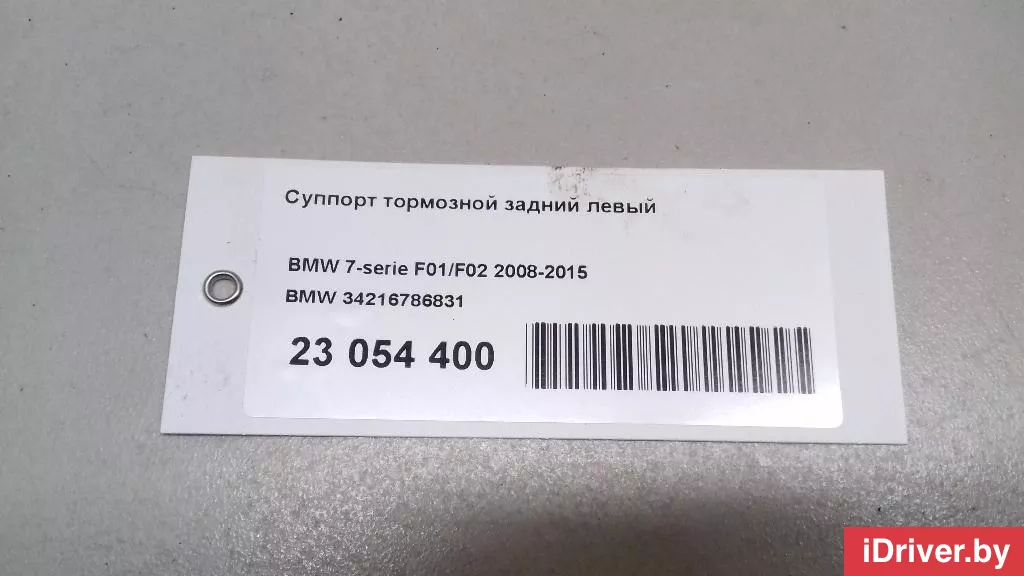 Суппорт тормозной задний левый
BMW 7-serie F01/F02 2008-2015
BMW 34216786831
23 054 400
iDriver.by